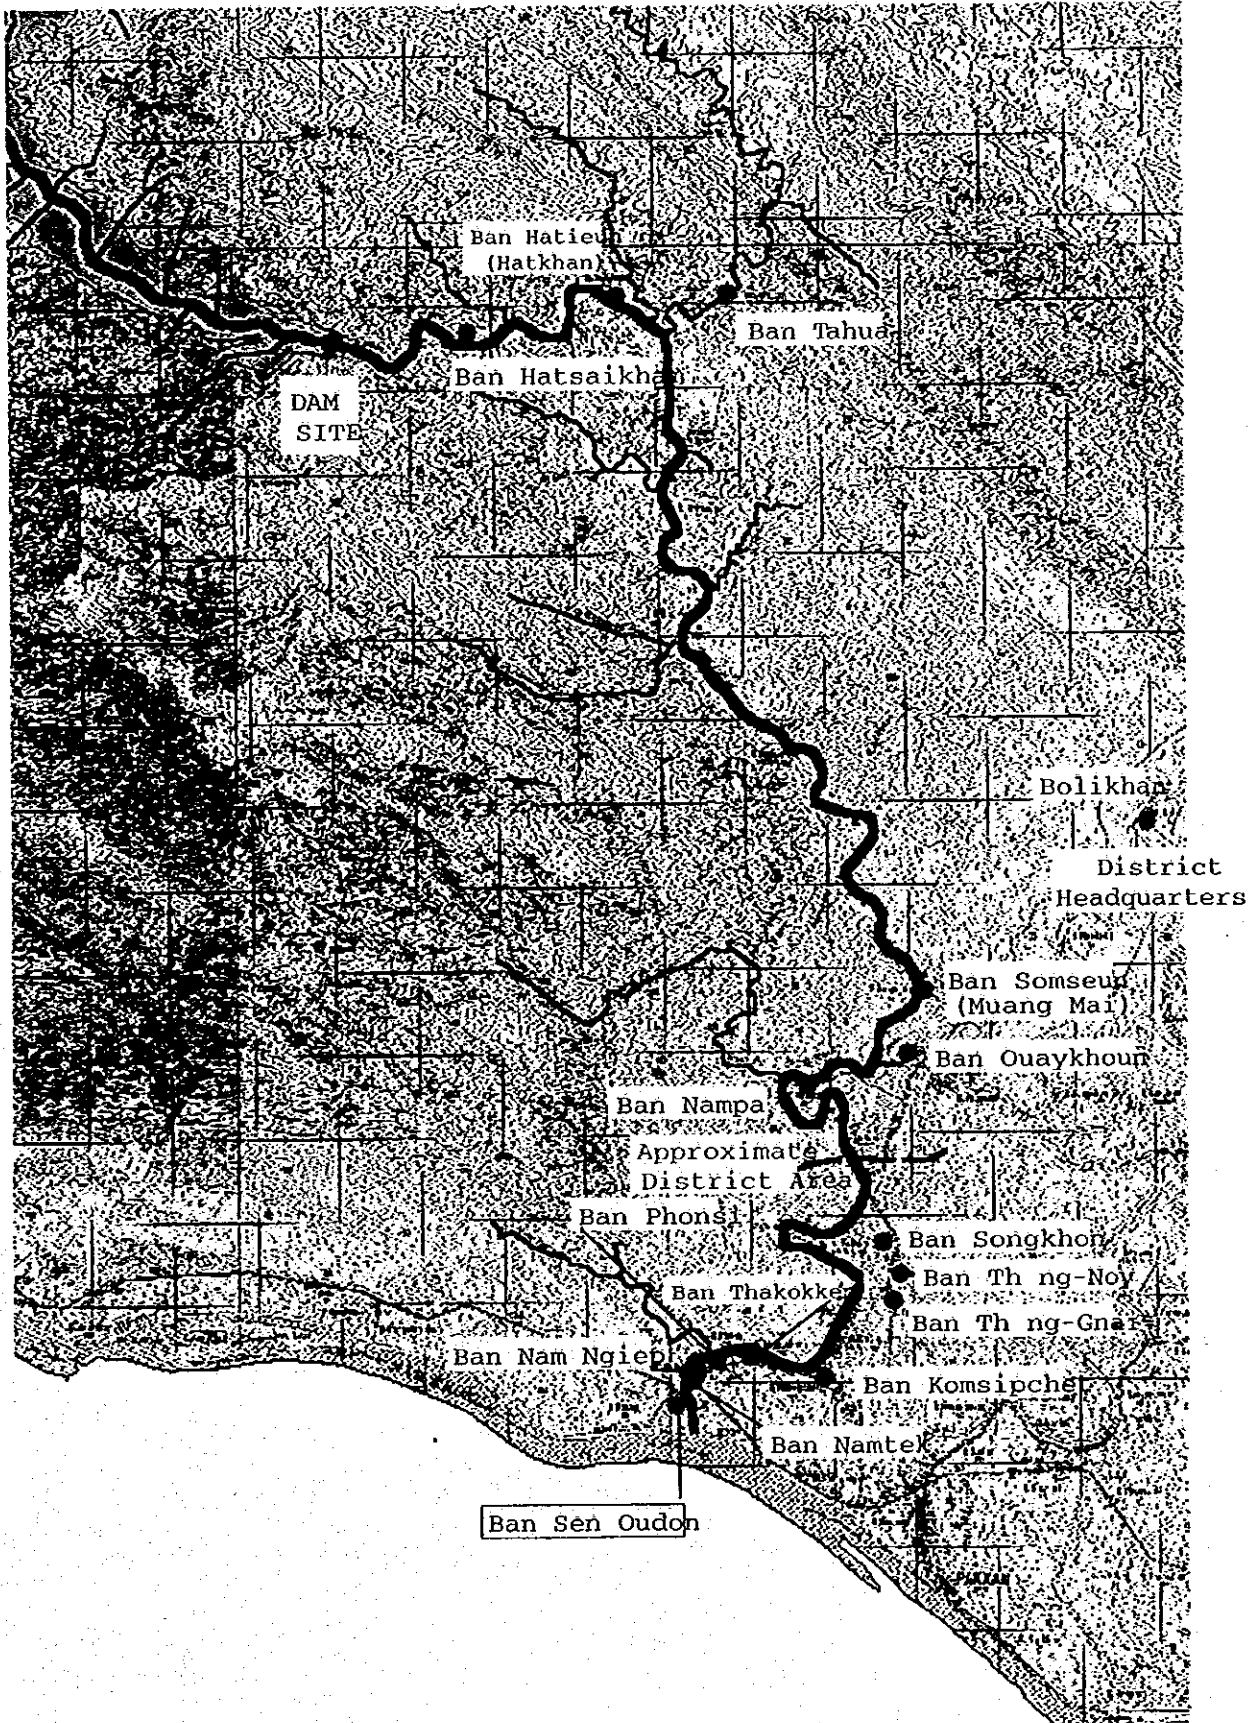 Ban Hatieun
(Hatkhan)
Ban Tahua
Ban Hatsaikhan
DAM
SITE
Bolikhan
District
Headquarters
Ban Somseun
(Muang Mai)
Ban Ouaykhoun
Ban Nampa
Approximate
District Area
Ban Phonsi
Ban Songkhon
Ban Th ng-Noy
Ban Thakokke
Ban Th ng-Gnai
Ban Nam Ngiep
Ban Komsipche
Ban Namtek
Ban Sen Oudon
PAKXAN